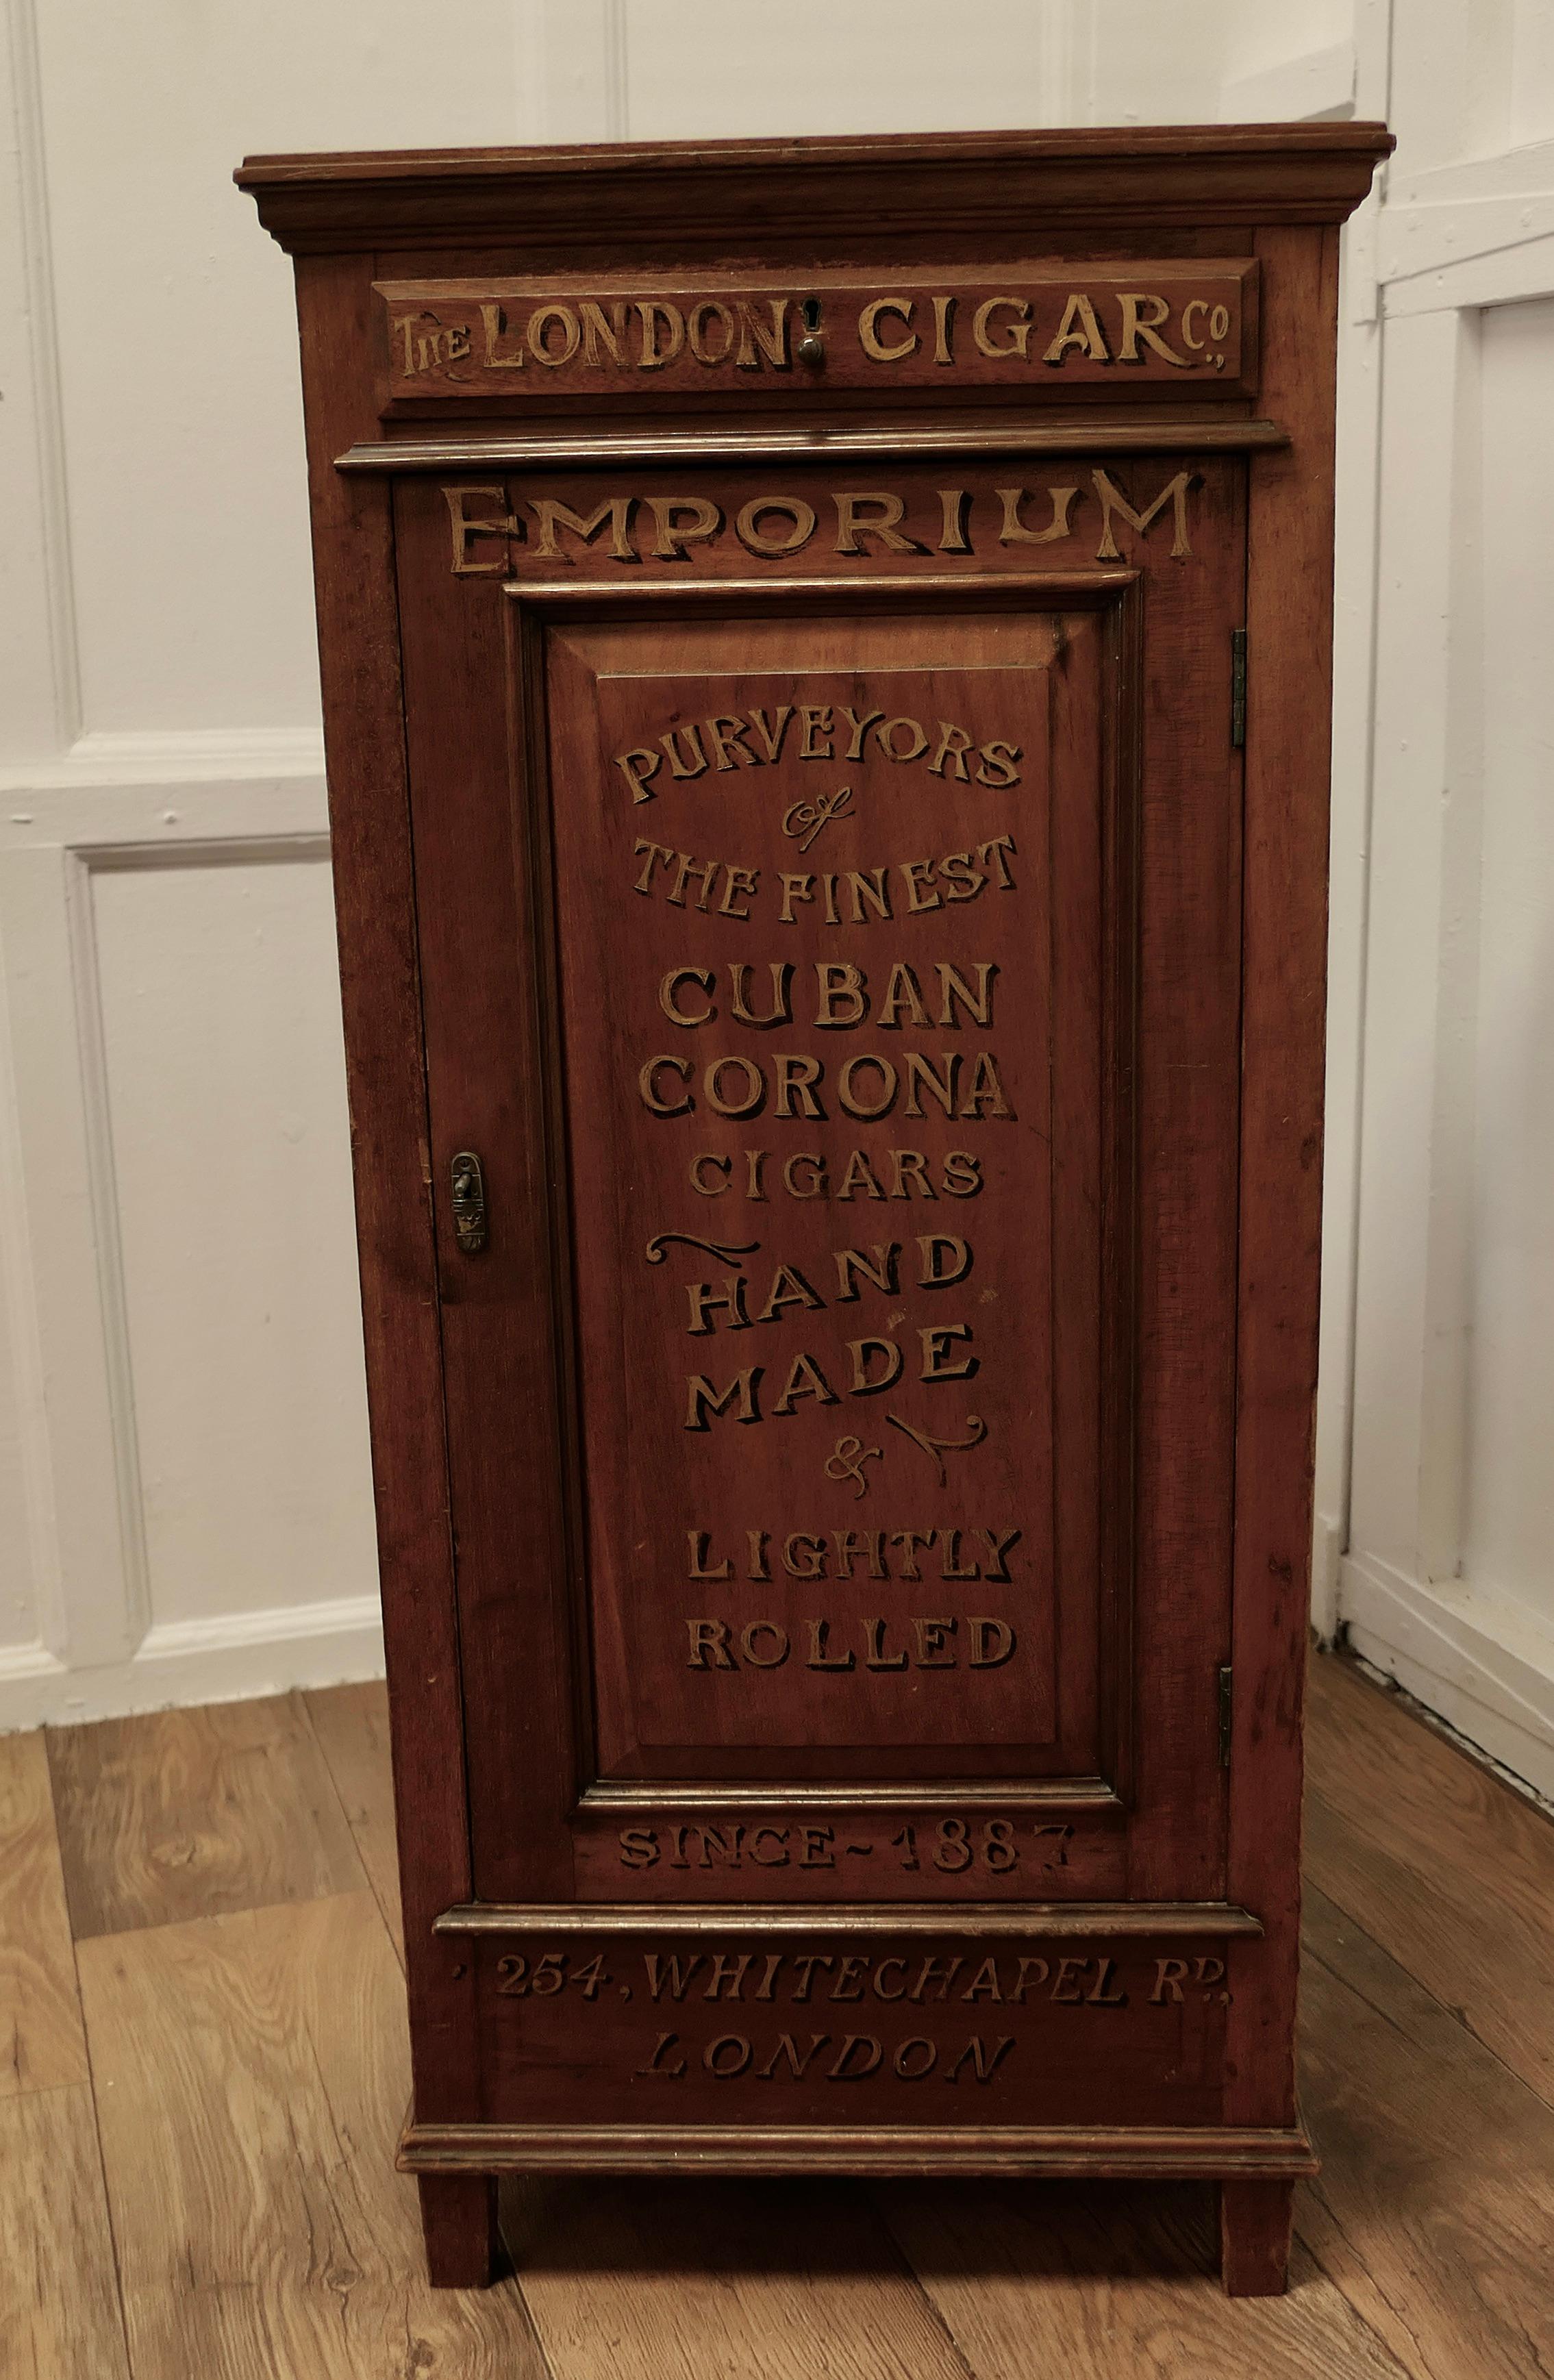 THE LONDON CIGAR Co.,
EMPORIUM
PURVEYORS
of
THE FINEST
CUBAN
CORONA
CIGARS
HAND
MADE
&
LIGHTLY
ROLLED
SINCE ~ 1887
254, WHITECHAPEL RD.,
LONDON